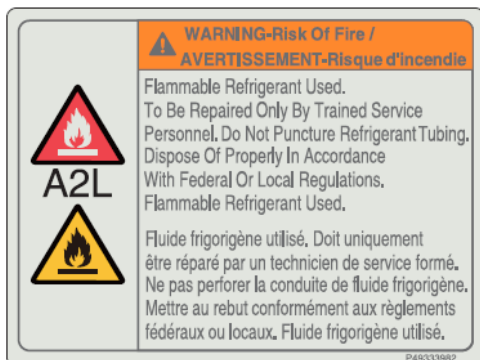 WARNING-Risk Of Fire /
AVERTISSEMENT-Risque d'incendie
Flammable Refrigerant Used.
To Be Repaired Only By Trained Service
Personnel. Do Not Puncture Refrigerant Tubing.
Dispose Of Properly In Accordance
With Federal Or Local Regulations.
Flammable Refrigerant Used.
A2L
Fluide frigorigène utilisé. Doit uniquement
être réparé par un technicien de service formé.
Ne pas perforer la conduite de fluide frigorigène.
Mettre au rebut conformément aux règlements
fédéraux ou locaux. Fluide frigorigène utilisé.
P49333982